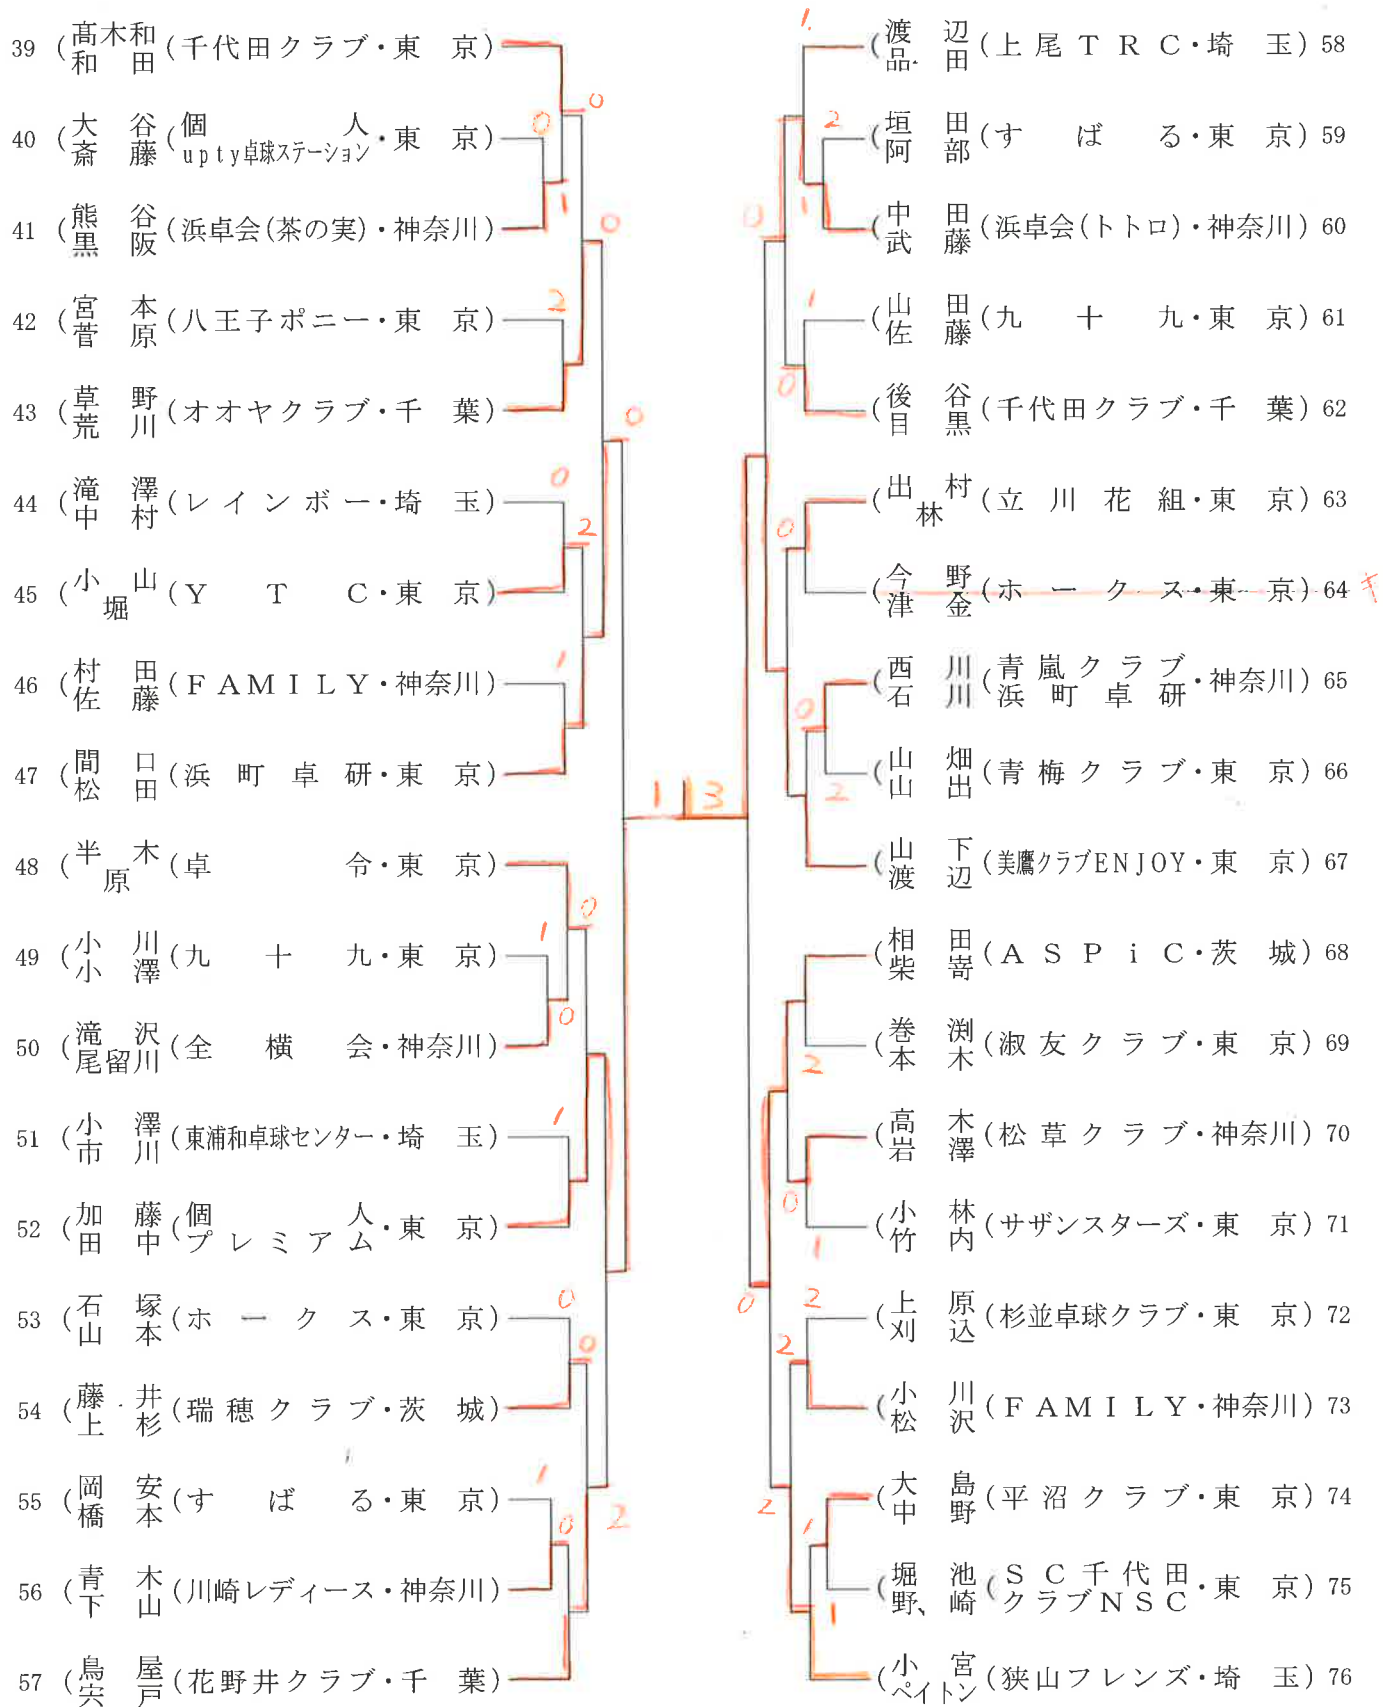 39 (髙木和 和田 (千代田クラブ・東京)
40 (大谷 斎藤 (個人 upty卓球ステーション・東京)
41 (熊谷 黒阪 (浜卓会(茶の実)・神奈川)
42 (宮本 菅原 (八王子ポニー・東京)
43 (草野 荒川 (オオヤクラブ・千葉)
44 (滝澤 中村 (レインボー・埼玉)
45 (小山 堀 (YTC・東京)
46 (村田 佐藤 (FAMILY・神奈川)
47 (間口 松田 (浜町卓研・東京)
48 (半木 原 (卓令・東京)
49 (小川 小澤 (九十九・東京)
50 (滝沢 尾留川 (全横会・神奈川)
51 (小澤 市川 (東浦和卓球センター・埼玉)
52 (加藤 田中 (個人 プレミアム・東京)
53 (石塚 山本 (ホークス・東京)
54 (藤井 上杉 (瑞穂クラブ・茨城)
55 (岡安 橋本 (すばる・東京)
56 (青木 下山 (川崎レディース・神奈川)
57 (鳥屋 宍戸 (花野井クラブ・千葉)
1 3
(渡辺 品田 (上尾TRC・埼玉) 58
(垣田 阿部 (すばる・東京) 59
(中田 武藤 (浜卓会(トトロ)・神奈川) 60
(山田 佐藤 (九十九・東京) 61
(後谷 目黒 (千代田クラブ・千葉) 62
(出村 林 (立川花組・東京) 63
(今野 津金 (ホークス・東京) 64 キ
(西川 石川 (青嵐クラブ 浜町卓研・神奈川) 65
(山畑 山出 (青梅クラブ・東京) 66
(山下 渡辺 (美鷹クラブENJOY・東京) 67
(相田 柴嵜 (ASPiC・茨城) 68
(巻渕 本木 (淑友クラブ・東京) 69
(高木 岩澤 (松草クラブ・神奈川) 70
(小林 竹内 (サザンスターズ・東京) 71
(上原 刈込 (杉並卓球クラブ・東京) 72
(小川 松沢 (FAMILY・神奈川) 73
(大島 中野 (平沼クラブ・東京) 74
(堀池 野崎 (SC千代田 クラブNSC・東京) 75
(小宮 ペイトン (狭山フレンズ・埼玉) 76